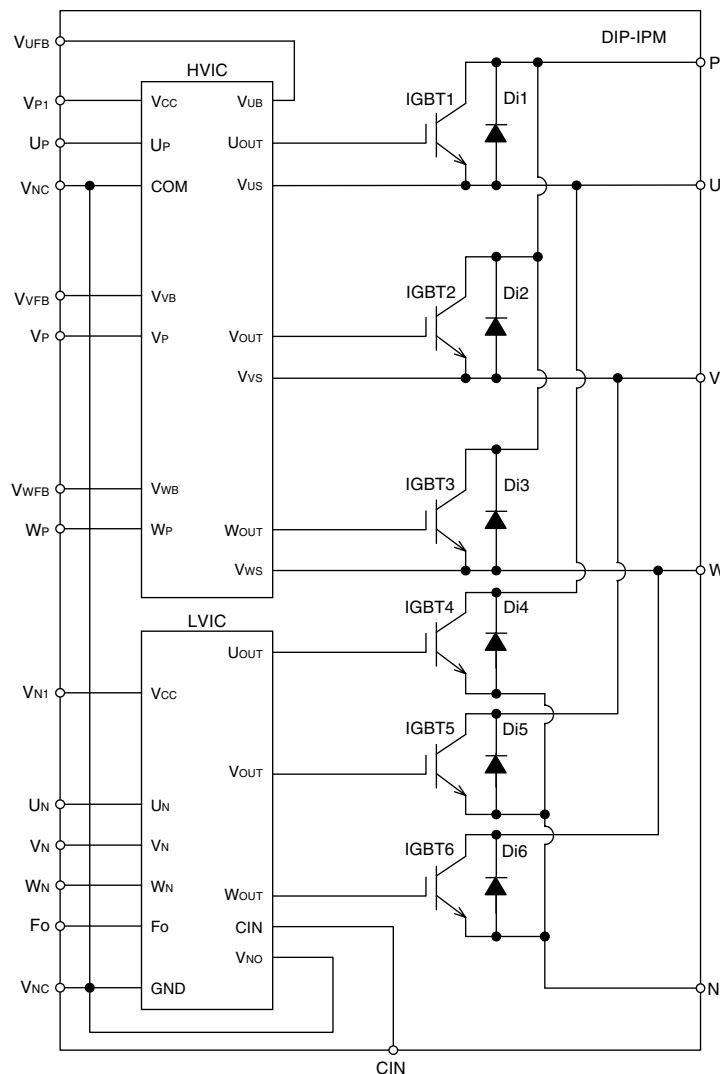 DIP-IPM
VUFB
P
HVIC
IGBT1
Di1
VP1
VCC
VUB
UP
UP
UOUT
VNC
COM
VUS
U
VVFB
VVB
IGBT2
Di2
VP
VP
VOUT
VVS
V
VWFB
VWB
IGBT3
Di3
WP
WP
WOUT
VWS
W
LVIC
IGBT4
Di4
UOUT
VN1
VCC
IGBT5
Di5
VOUT
UN
UN
VN
VN
IGBT6
Di6
WN
WN
WOUT
Fo
Fo
CIN
VNO
VNC
GND
N
CIN